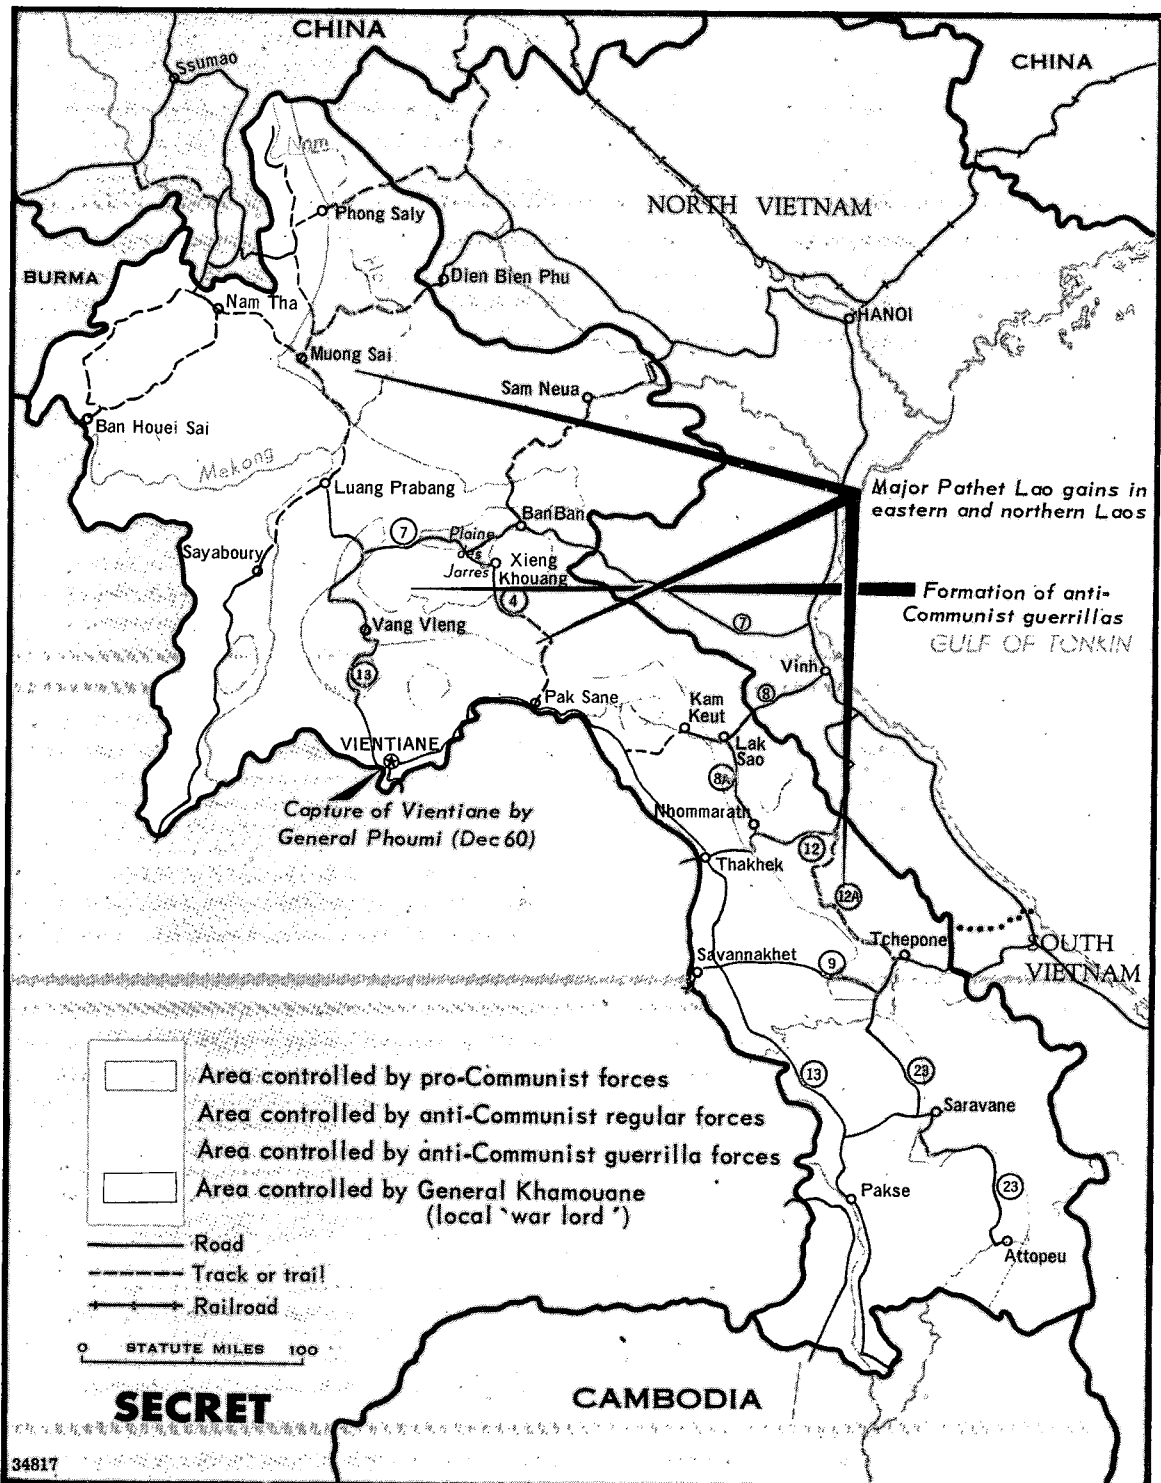 CHINA
CHINA
Ssumao
Nam
Phong Saly
NORTH VIETNAM
BURMA
Dien Bien Phu
Nam Tha
HANOI
Muong Sai
Sam Neua
Ban Houei Sai
Mekong
Luang Prabang
Major Pathet Lao gains in
eastern and northern Laos
Ban Ban
7
Plaine
des
Jarres
Sayaboury
Xieng
Khouang
4
Formation of anti-
Communist guerrillas
7
GULF OF TONKIN
Vang Vieng
13
Vinh
8
Pak Sane
Kam
Keut
Lak
Sao
VIENTIANE
8A
Capture of Vientiane by
General Phoumi (Dec 60)
Nhommarath
12
Thakhek
12A
Tchepone
SOUTH
VIETNAM
Savannakhet
9
Area controlled by pro-Communist forces
Area controlled by anti-Communist regular forces
Area controlled by anti-Communist guerrilla forces
Area controlled by General Khamouane
(local 'war lord')
13
23
Saravane
Pakse
23
Attopeu
Road
Track or trail
Railroad
0 STATUTE MILES 100
SECRET
CAMBODIA
34817